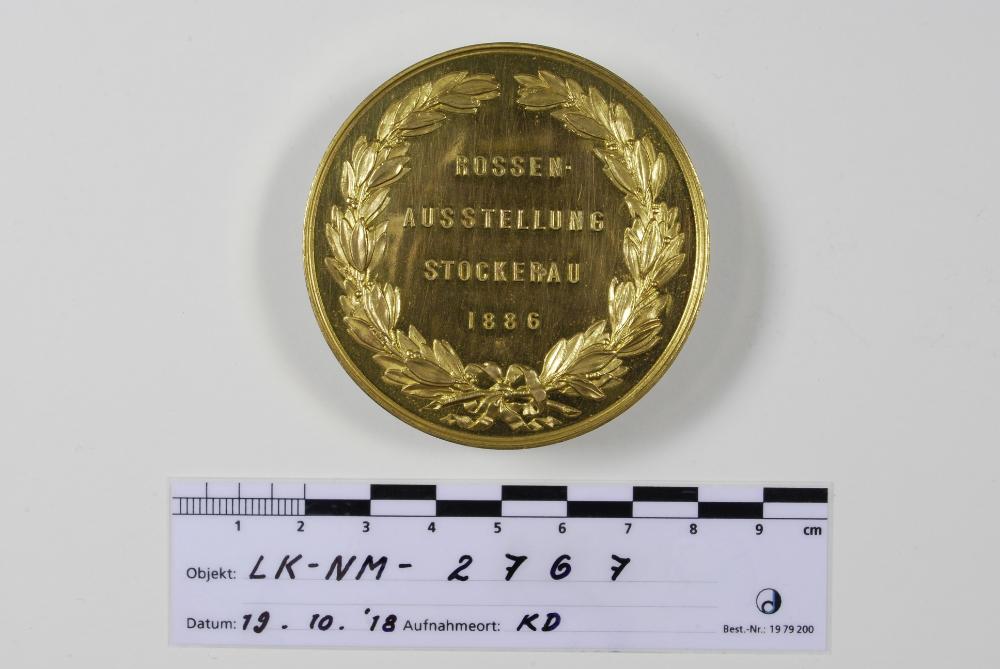 ROSSEN-
AUSSTELLUNG
STOCKERAU
1886
1 2 3 4 5 6 7 8 9 cm
Objekt: LK-NM- 2767
Datum: 19. 10. '18 Aufnahmeort: KD
Best.-Nr.: 19 79 200